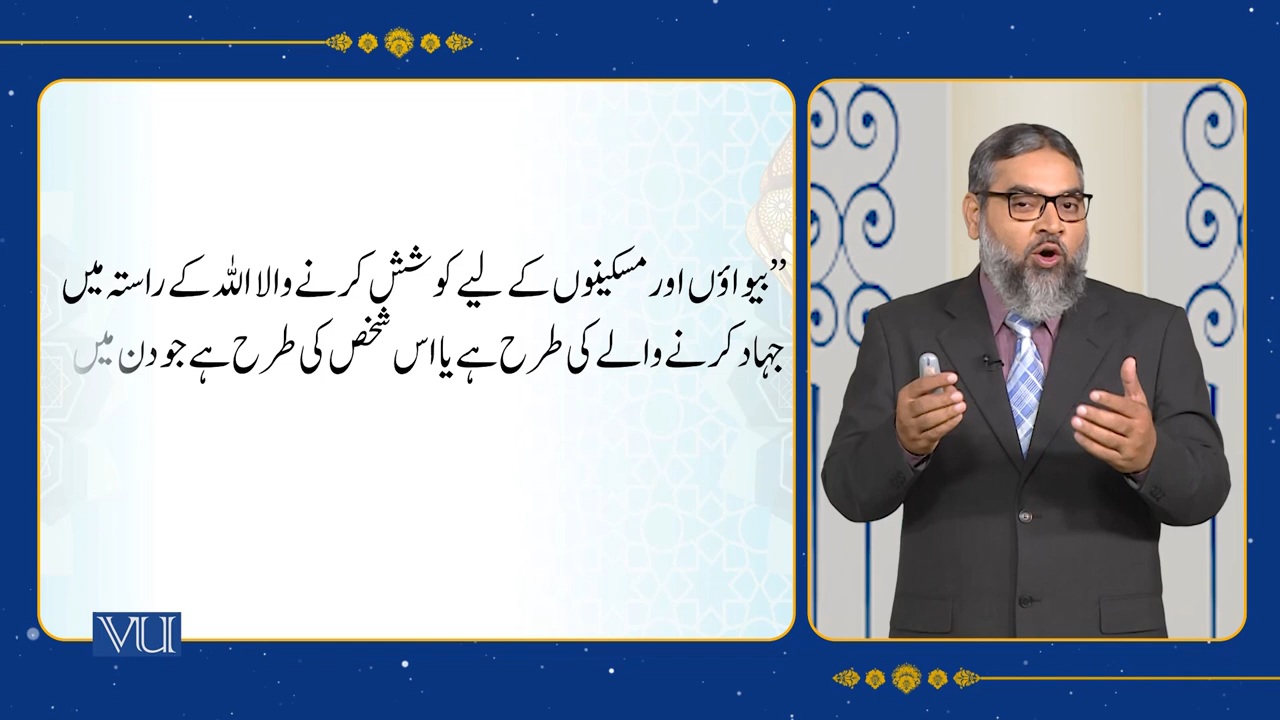 ”بیواؤں اور مسکینوں کے لیے کوشش کرنے والا اللہ کے راستہ میں
جہاد کرنے والے کی طرح ہے یا اس شخص کی طرح ہے جو دن میں
VU